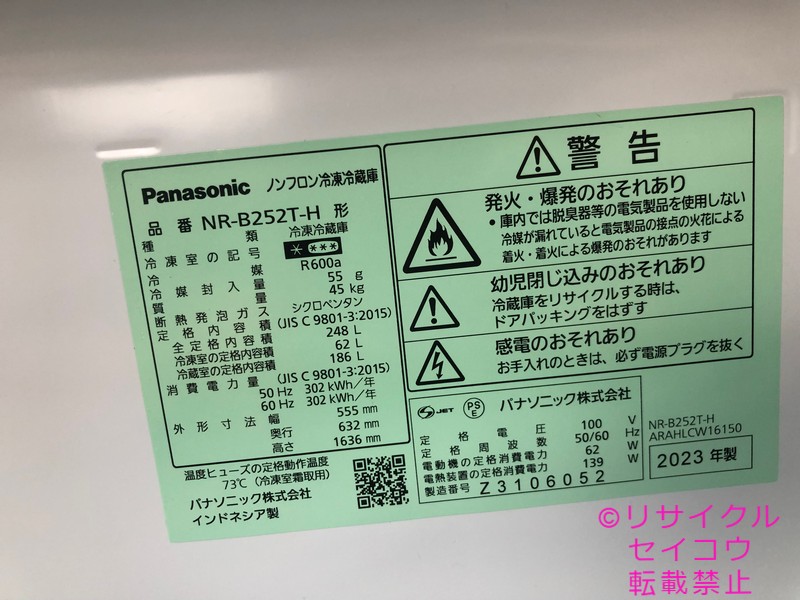 Panasonic ノンフロン冷凍冷蔵庫
品番 NR-B252T-H 形
種類 冷凍冷蔵庫
冷凍室の記号 * ***
冷媒 R600a
冷媒封入量 55 g
質量 45 kg
断熱発泡ガス シクロペンタン
定格内容積 (JIS C 9801-3:2015)
全定格内容積 248 L
冷凍室の定格内容積 62 L
冷蔵室の定格内容積 186 L
消費電力量 (JIS C 9801-3:2015)
50 Hz 302 kWh/年
60 Hz 302 kWh/年
外形寸法 幅 555 mm
奥行 632 mm
高さ 1636 mm
温度ヒューズの定格動作温度
73℃ (冷凍室霜取用)
パナソニック株式会社
インドネシア製
警告
発火・爆発のおそれあり
・庫内では脱臭器等の電気製品を使用しない
冷媒が漏れていると電気製品の接点の火花による
着火・着火による爆発のおそれがあります
幼児閉じ込めのおそれあり
冷蔵庫をリサイクルする時は、
ドアパッキングをはずす
感電のおそれあり
お手入れのときは、必ず電源プラグを抜く
JET PSE パナソニック株式会社
定格電圧 100 V
定格周波数 50/60 Hz
電動機の定格消費電力 62 W
電熱装置の定格消費電力 139 W
製造番号 Z3106052
NR-B252T-H
ARAHLCW16150
2023 年製
©リサイクル
セイコウ
転載禁止